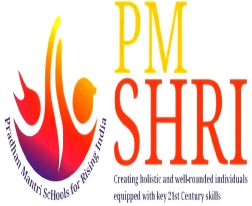 PM
SHRI
Pradhan Mantri ScHools for Rising India
Creating holistic and well-rounded individuals
equipped with key 21st Century skills